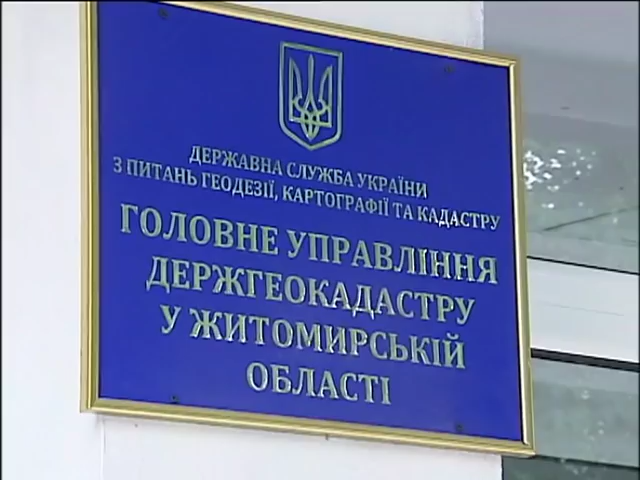 ДЕРЖАВНА СЛУЖБА УКРАЇНИ
З ПИТАНЬ ГЕОДЕЗІЇ, КАРТОГРАФІЇ ТА КАДАСТРУ
ГОЛОВНЕ УПРАВЛІННЯ
ДЕРЖГЕОКАДАСТРУ
У ЖИТОМИРСЬКІЙ
ОБЛАСТІ